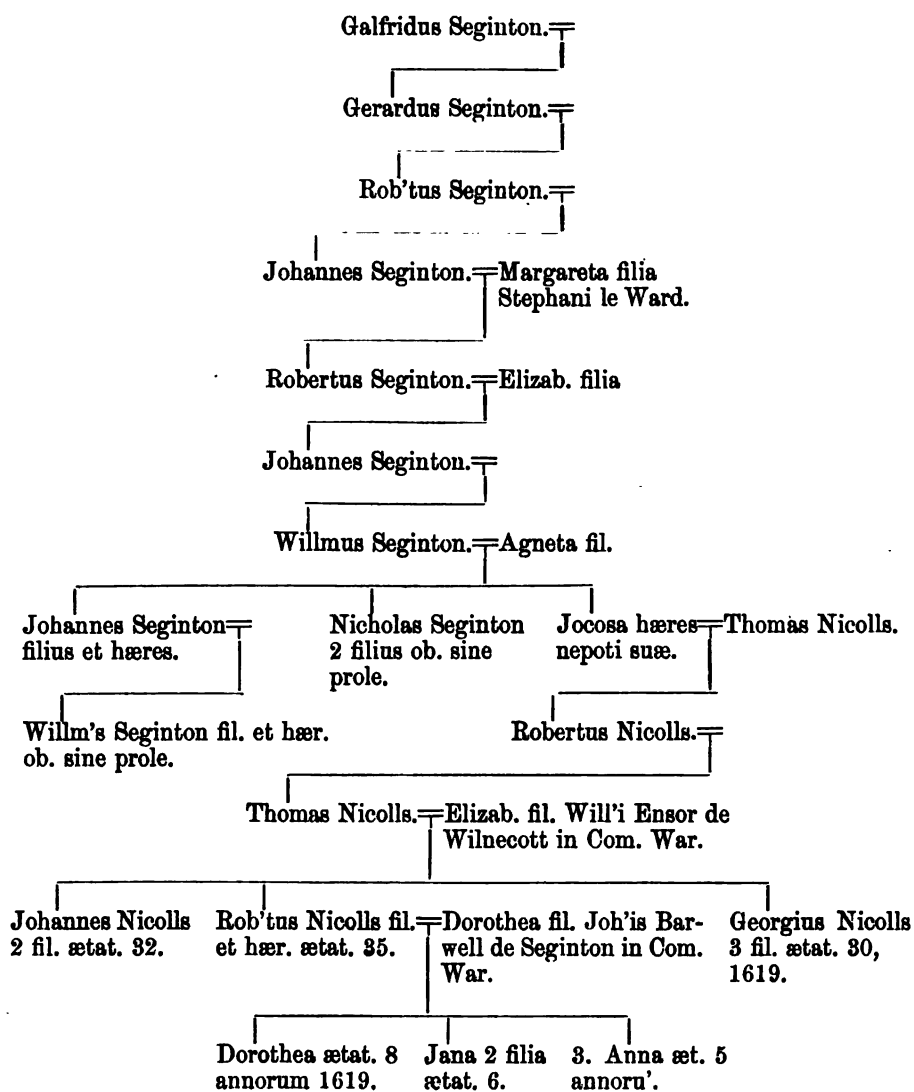 Galfridus Seginton.
Gerardus Seginton.
Rob'tus Seginton.
Johannes Seginton.=Margareta filia
Stephani le Ward.
Robertus Seginton.=Elizab. filia
Johannes Seginton.
Willmus Seginton.=Agneta fil.
Johannes Seginton
filius et hæres.
Nicholas Seginton
2 filius ob. sine
prole.
Jocosa hæres=Thomas Nicolls.
nepoti suæ.
Willm's Seginton fil. et hær.
ob. sine prole.
Robertus Nicolls.
Thomas Nicolls.=Elizab. fil. Will'i Ensor de
Wilnecott in Com. War.
Johannes Nicolls
2 fil. ætat. 32.
Rob'tus Nicolls fil.
et hær. ætat. 35.
Dorothea fil. Joh'is Bar-
well de Seginton in Com.
War.
Georgius Nicolls
3 fil. ætat. 30,
1619.
Dorothea ætat. 8
annorum 1619.
Jana 2 filia
ætat. 6.
3. Anna æt. 5
annoru'.